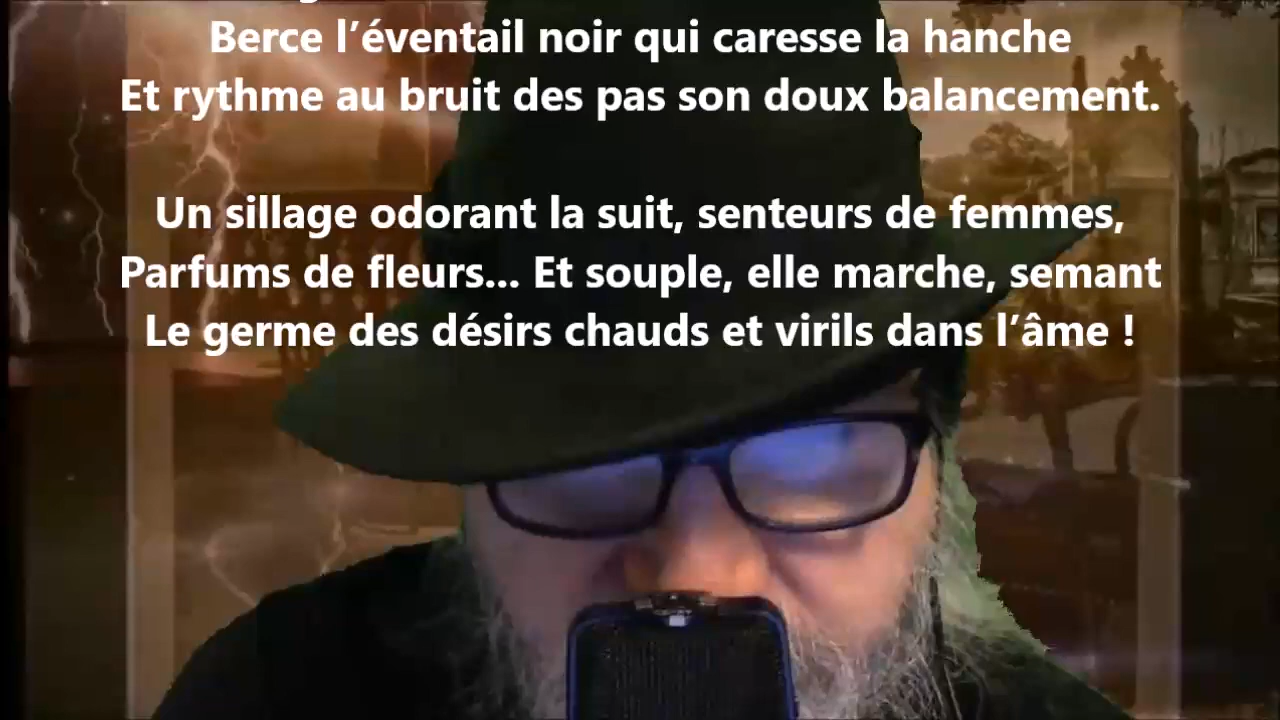 Berce l’éventail noir qui caresse la hanche
Et rythme au bruit des pas son doux balancement.
Un sillage odorant la suit, senteurs de femmes,
Parfums de fleurs... Et souple, elle marche, semant
Le germe des désirs chauds et virils dans l’âme !